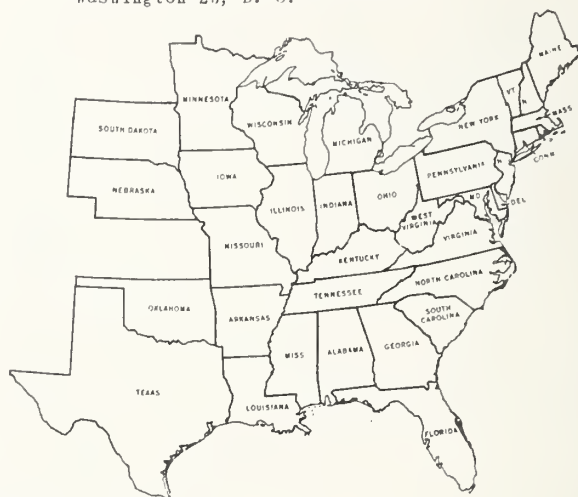 Washington 25, D. C.
MAINE
MINNESOTA
VT
N
WISCONSIN
MASS
SOUTH DAKOTA
NEW YORK
MICHIGAN
CONN
IOWA
PENNSYLVANIA
N
NEBRASKA
OHIO
ILLINOIS
INDIANA
MD
DEL
WEST
VIRGINIA
VIRGINIA
MISSOURI
KENTUCKY
NORTH CAROLINA
TENNESSEE
OKLAHOMA
ARKANSAS
SOUTH
CAROLINA
MISS
ALABAMA
GEORGIA
TEXAS
LOUISIANA
FLORIDA